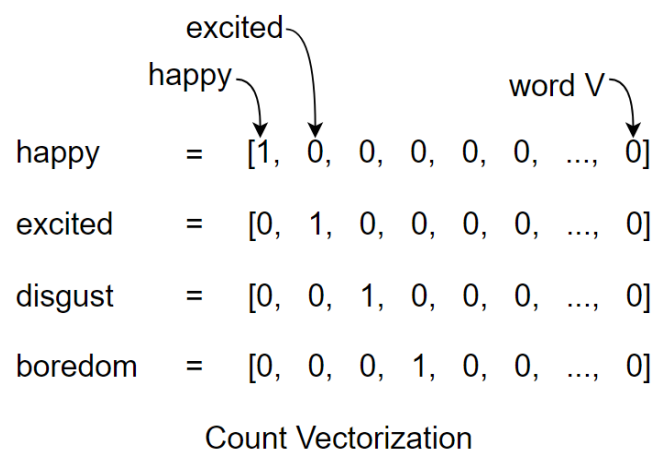 excited
happy
word V
happy = [1, 0, 0, 0, 0, 0, ..., 0]
excited = [0, 1, 0, 0, 0, 0, ..., 0]
disgust = [0, 0, 1, 0, 0, 0, ..., 0]
boredom = [0, 0, 0, 1, 0, 0, ..., 0]
Count Vectorization